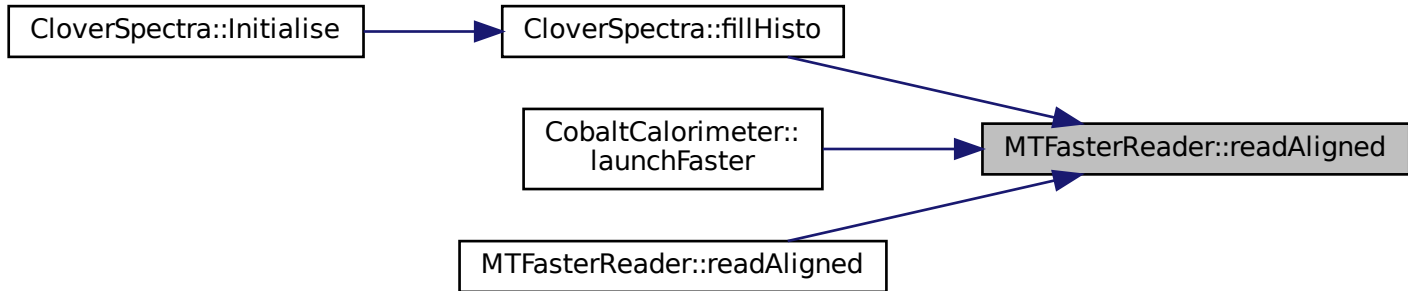 CloverSpectra::Initialise
CloverSpectra::fillHisto
CobaltCalorimeter::
launchFaster
MTFasterReader::readAligned
MTFasterReader::readAligned